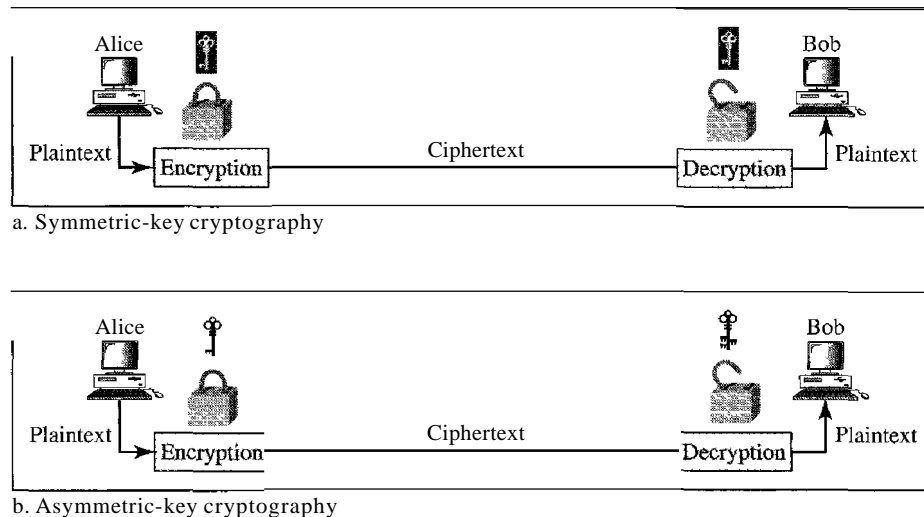 Alice
Bob
Plaintext
Encryption
Ciphertext
Decryption
Plaintext
a. Symmetric-key cryptography
Alice
Bob
Plaintext
Encryption
Ciphertext
Decryption
Plaintext
b. Asymmetric-key cryptography